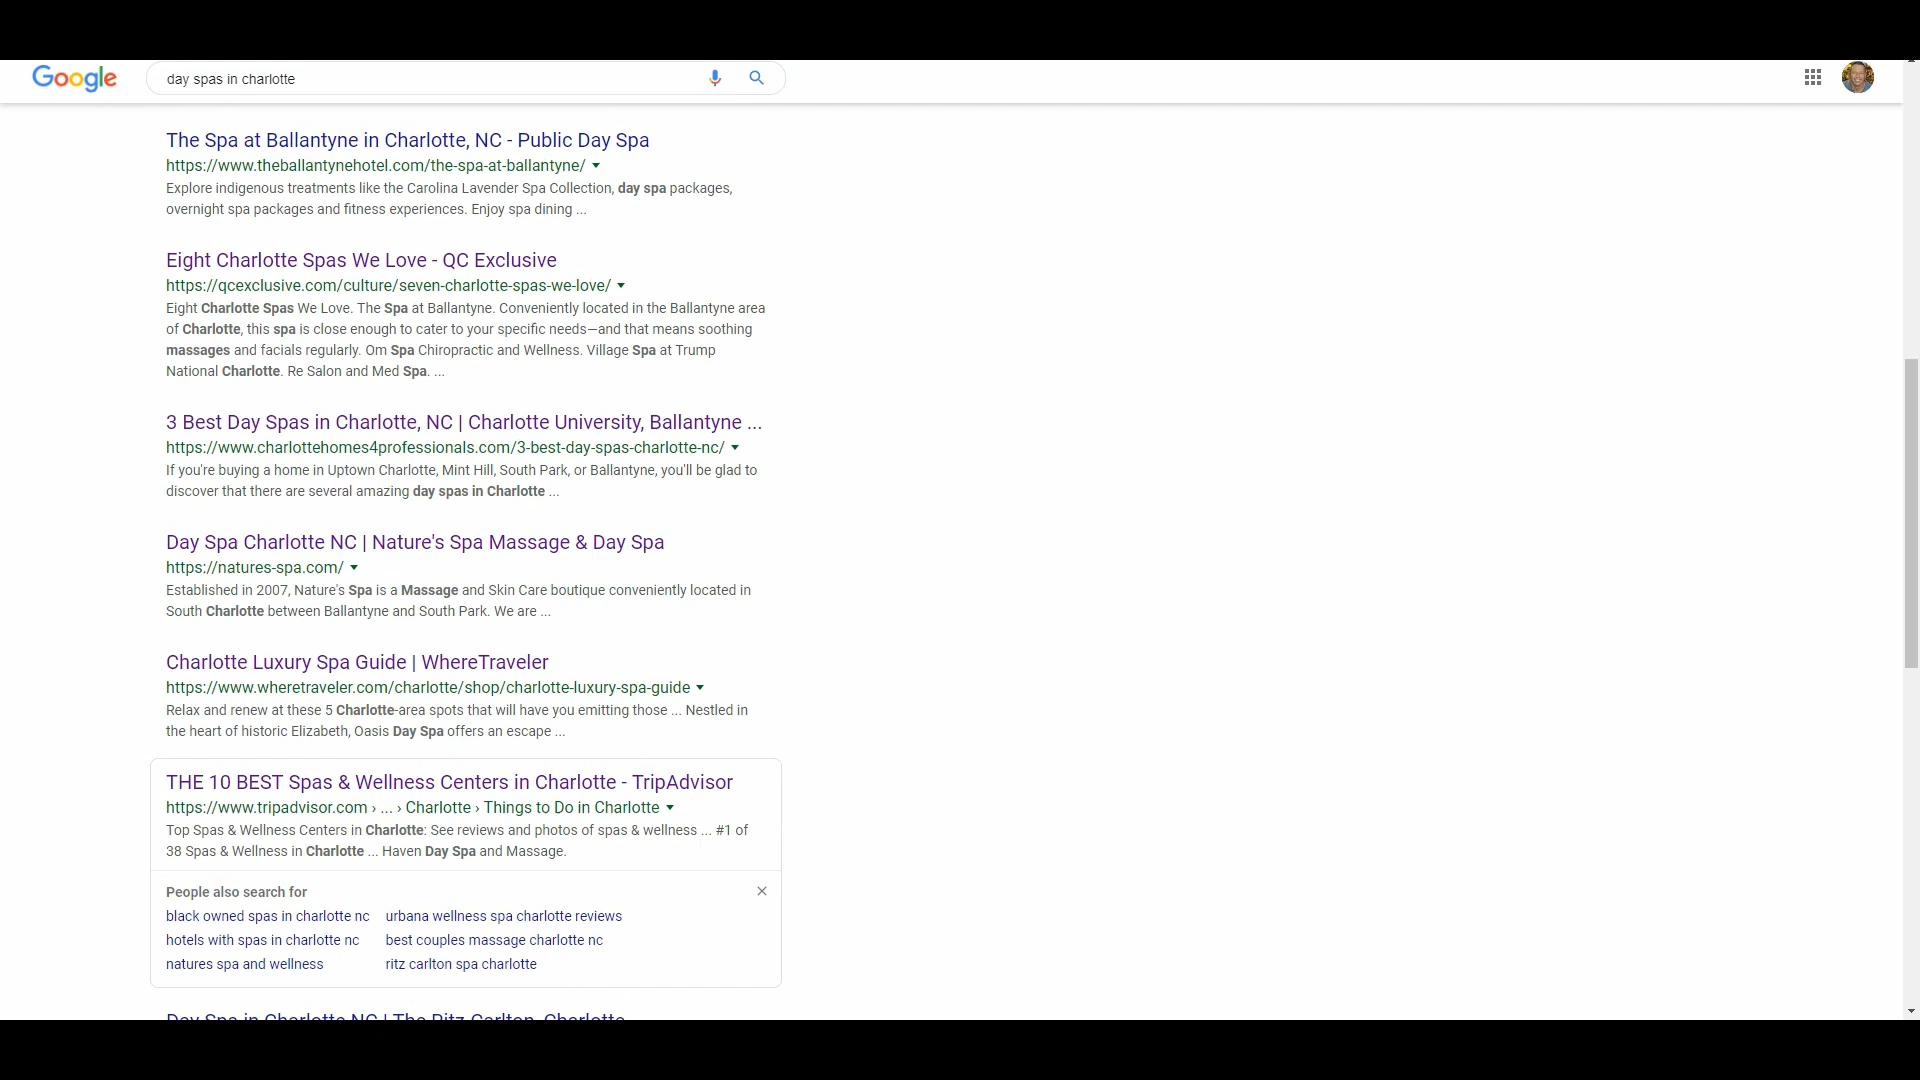 Google
day spas in charlotte
The Spa at Ballantyne in Charlotte, NC - Public Day Spa
https://www.theballantynehotel.com/the-spa-at-ballantyne/
Explore indigenous treatments like the Carolina Lavender Spa Collection, day spa packages,
overnight spa packages and fitness experiences. Enjoy spa dining ...
Eight Charlotte Spas We Love - QC Exclusive
https://qcexclusive.com/culture/seven-charlotte-spas-we-love/
Eight Charlotte Spas We Love. The Spa at Ballantyne. Conveniently located in the Ballantyne area
of Charlotte, this spa is close enough to cater to your specific needs—and that means soothing
massages and facials regularly. Om Spa Chiropractic and Wellness. Village Spa at Trump
National Charlotte. Re Salon and Med Spa. ...
3 Best Day Spas in Charlotte, NC | Charlotte University, Ballantyne ...
https://www.charlottehomes4professionals.com/3-best-day-spas-charlotte-nc/
If you're buying a home in Uptown Charlotte, Mint Hill, South Park, or Ballantyne, you'll be glad to
discover that there are several amazing day spas in Charlotte ...
Day Spa Charlotte NC | Nature's Spa Massage & Day Spa
https://natures-spa.com/
Established in 2007, Nature's Spa is a Massage and Skin Care boutique conveniently located in
South Charlotte between Ballantyne and South Park. We are ...
Charlotte Luxury Spa Guide | WhereTraveler
https://www.wheretraveler.com/charlotte/shop/charlotte-luxury-spa-guide
Relax and renew at these 5 Charlotte-area spots that will have you emitting those ... Nestled in
the heart of historic Elizabeth, Oasis Day Spa offers an escape ...
THE 10 BEST Spas & Wellness Centers in Charlotte - TripAdvisor
https://www.tripadvisor.com › ... › Charlotte › Things to Do in Charlotte
Top Spas & Wellness Centers in Charlotte: See reviews and photos of spas & wellness ... #1 of
38 Spas & Wellness in Charlotte ... Haven Day Spa and Massage.
People also search for
black owned spas in charlotte nc urbana wellness spa charlotte reviews
hotels with spas in charlotte nc best couples massage charlotte nc
natures spa and wellness ritz carlton spa charlotte
Day Spa in Charlotte NC | The Ritz-Carlton, Charlotte